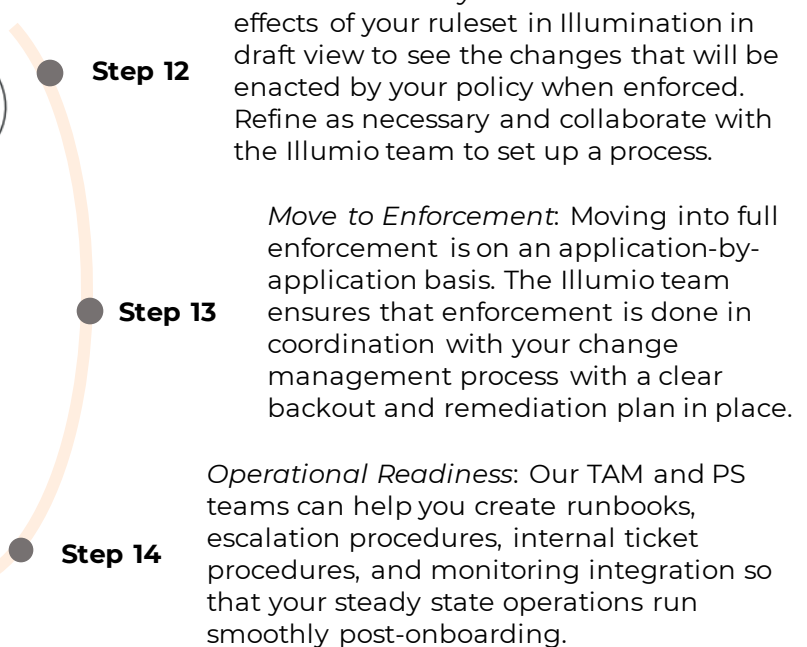 effects of your ruleset in Illumination in
draft view to see the changes that will be
Step 12
enacted by your policy when enforced.
Refine as necessary and collaborate with
the Illumio team to set up a process.
Move to Enforcement: Moving into full
enforcement is on an application-by-
application basis. The Illumio team
Step 13
ensures that enforcement is done in
coordination with your change
management process with a clear
backout and remediation plan in place.
Operational Readiness: Our TAM and PS
teams can help you create runbooks,
escalation procedures, internal ticket
Step 14
procedures, and monitoring integration so
that your steady state operations run
smoothly post-onboarding.